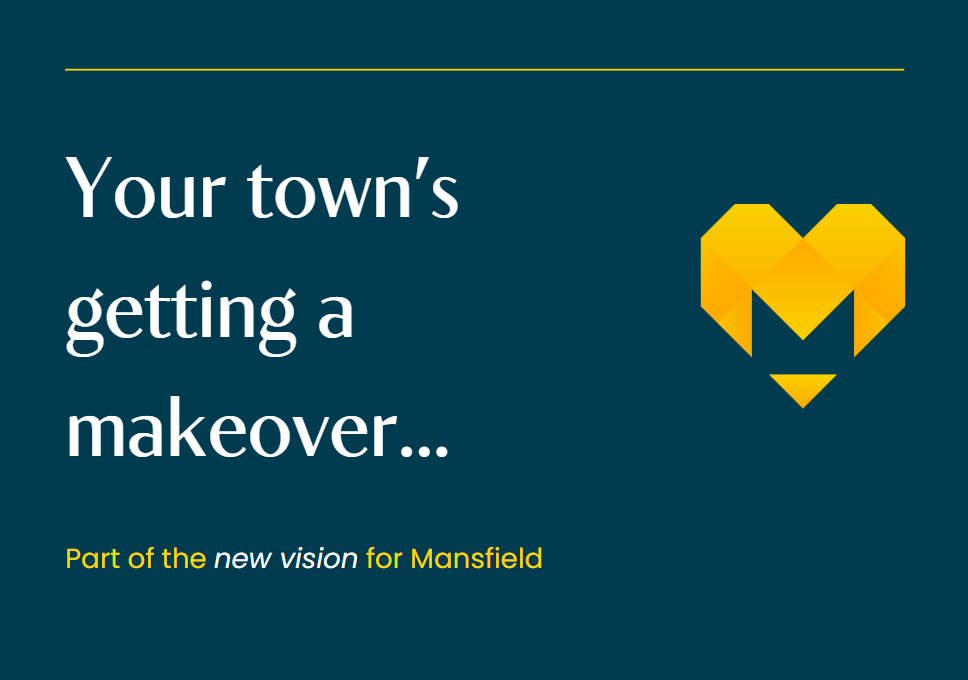 Your town's
getting a
makeover...
Part of the new vision for Mansfield